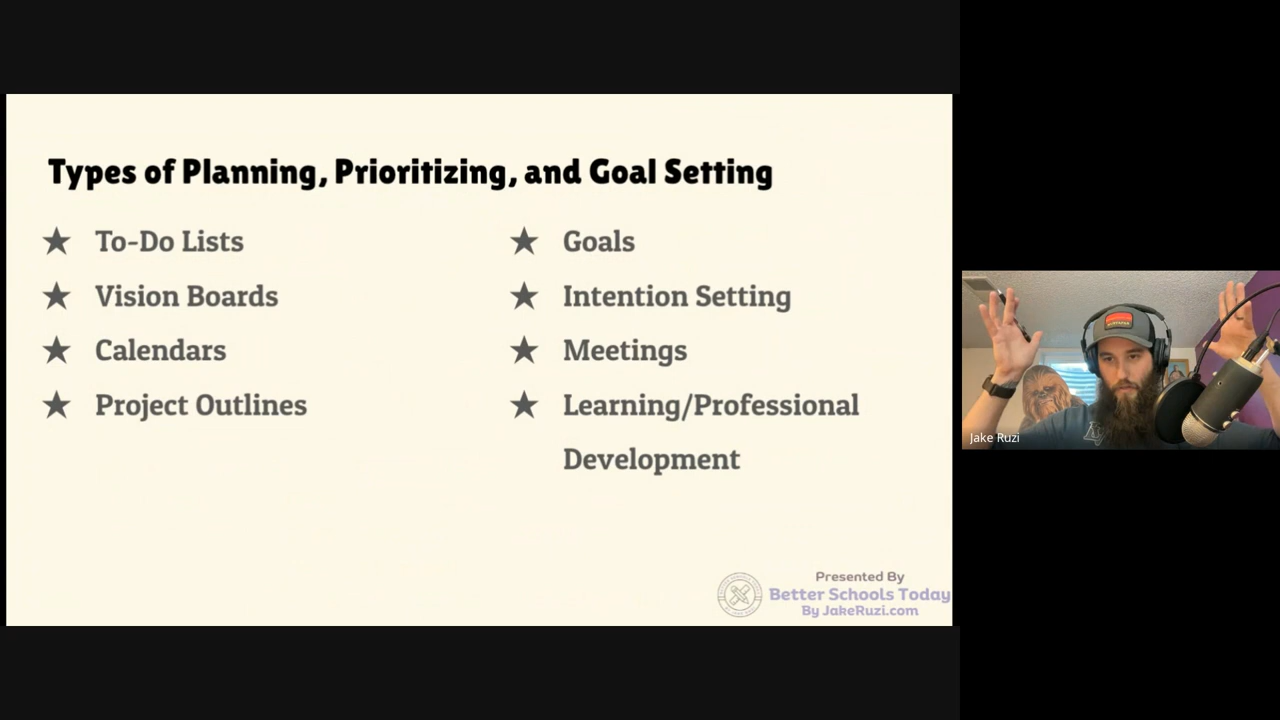 Types of Planning, Prioritizing, and Goal Setting
★ To-Do Lists
★ Vision Boards
★ Calendars
★ Project Outlines
★ Goals
★ Intention Setting
★ Meetings
★ Learning/Professional
Development
Presented By
Better Schools Today
By JakeRuzi.com
Jake Ruzi